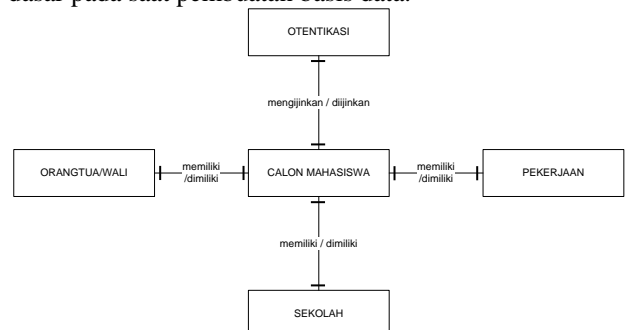 dasar pada saat pembuatan basis data.
OTENTIKASI
mengijinkan / diijinkan
ORANGTUA/WALI
memiliki
/dimiliki
CALON MAHASISWA
memiliki
/dimiliki
PEKERJAAN
memiliki / dimiliki
SEKOLAH